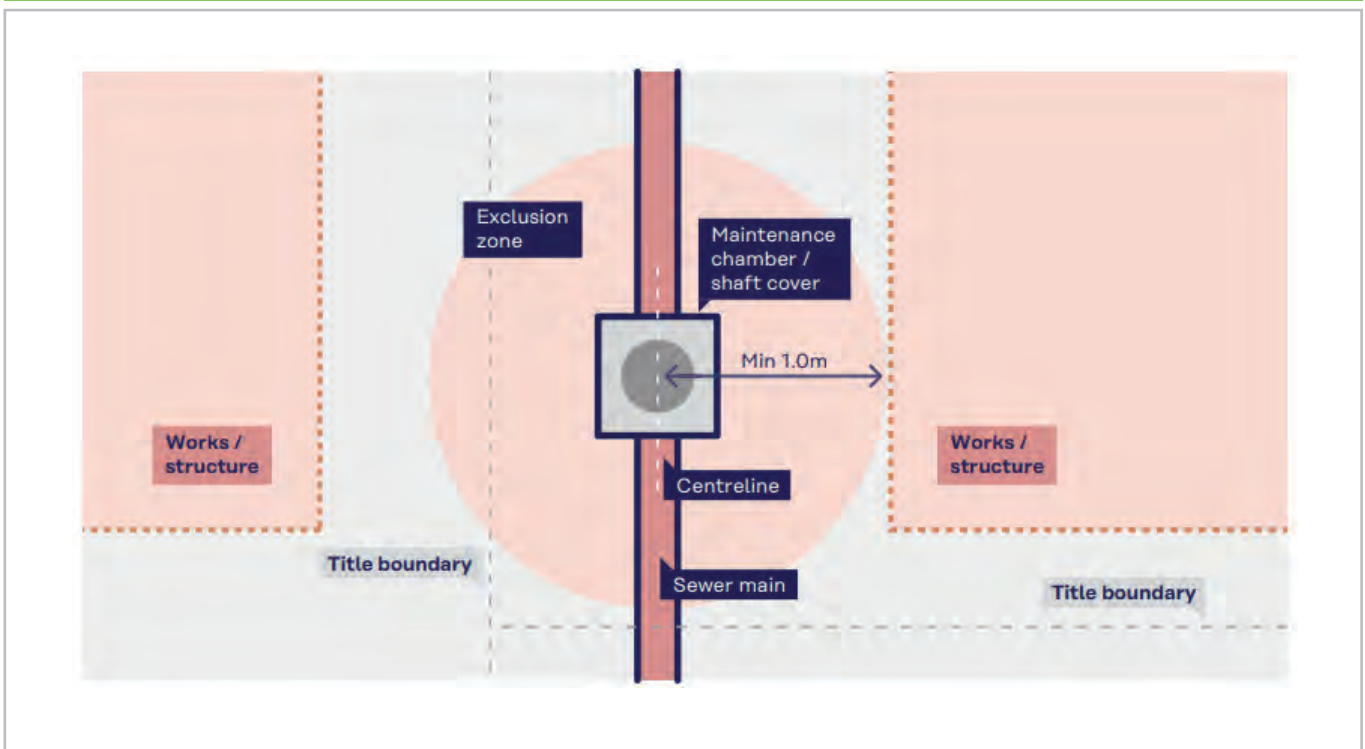 Exclusion
zone
Maintenance
chamber /
shaft cover
Min 1.0m
Works /
structure
Works /
structure
Centreline
Title boundary
Sewer main
Title boundary